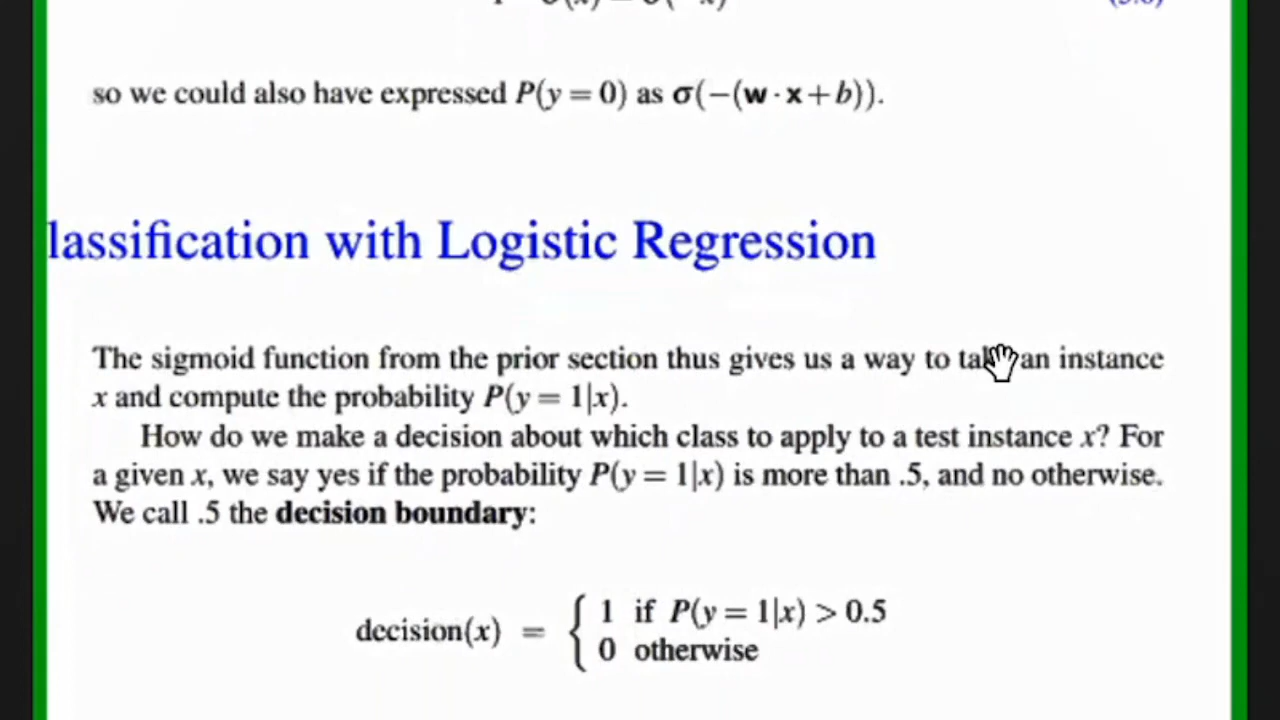 so we could also have expressed P(y = 0) as σ(−(w · x + b)).
lassification with Logistic Regression
The sigmoid function from the prior section thus gives us a way to an instance
x and compute the probability P(y = 1|x).
How do we make a decision about which class to apply to a test instance x? For
a given x, we say yes if the probability P(y = 1|x) is more than .5, and no otherwise.
We call .5 the decision boundary:
decision(x) = { 1 if P(y = 1|x) > 0.5
0 otherwise